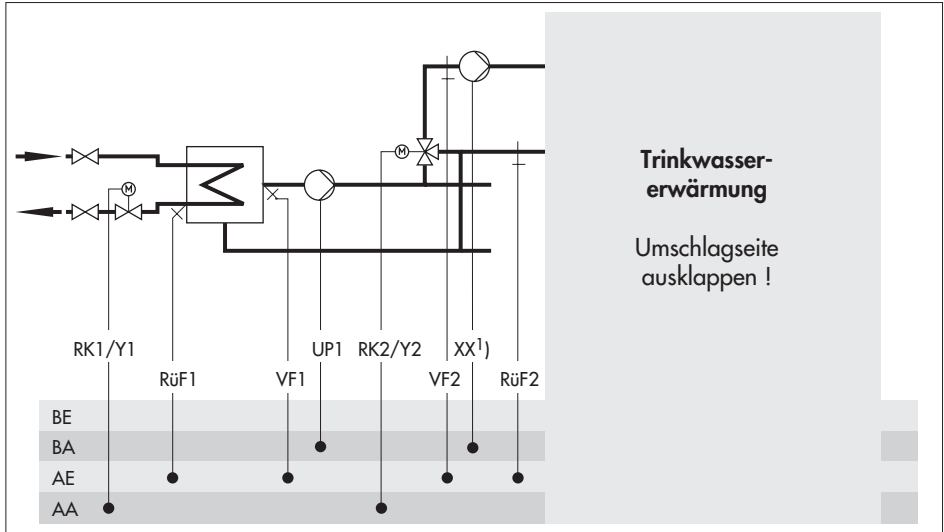 M
M
Trinkwasser-
erwärmung
Umschlagseite
ausklappen !
RK1/Y1
UP1
RK2/Y2
XX1)
RüF1
VF1
VF2
RüF2
BE
BA
AE
AA